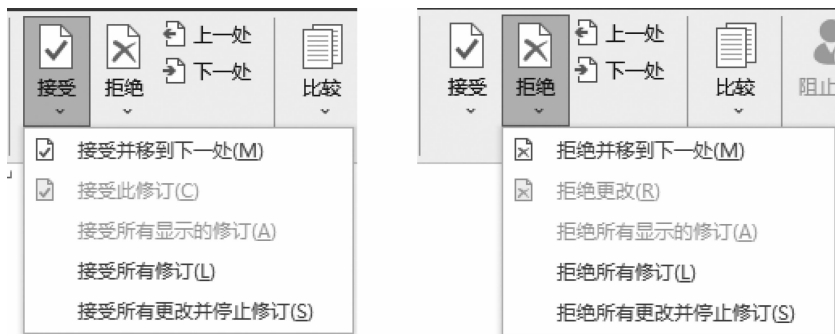 接受
拒绝
上一处
下一处
比较
接受并移到下一处(M)
接受此修订(C)
接受所有显示的修订(A)
接受所有修订(L)
接受所有更改并停止修订(S)
接受
拒绝
上一处
下一处
比较
阻止
拒绝并移到下一处(M)
拒绝更改(R)
拒绝所有显示的修订(A)
拒绝所有修订(L)
拒绝所有更改并停止修订(S)